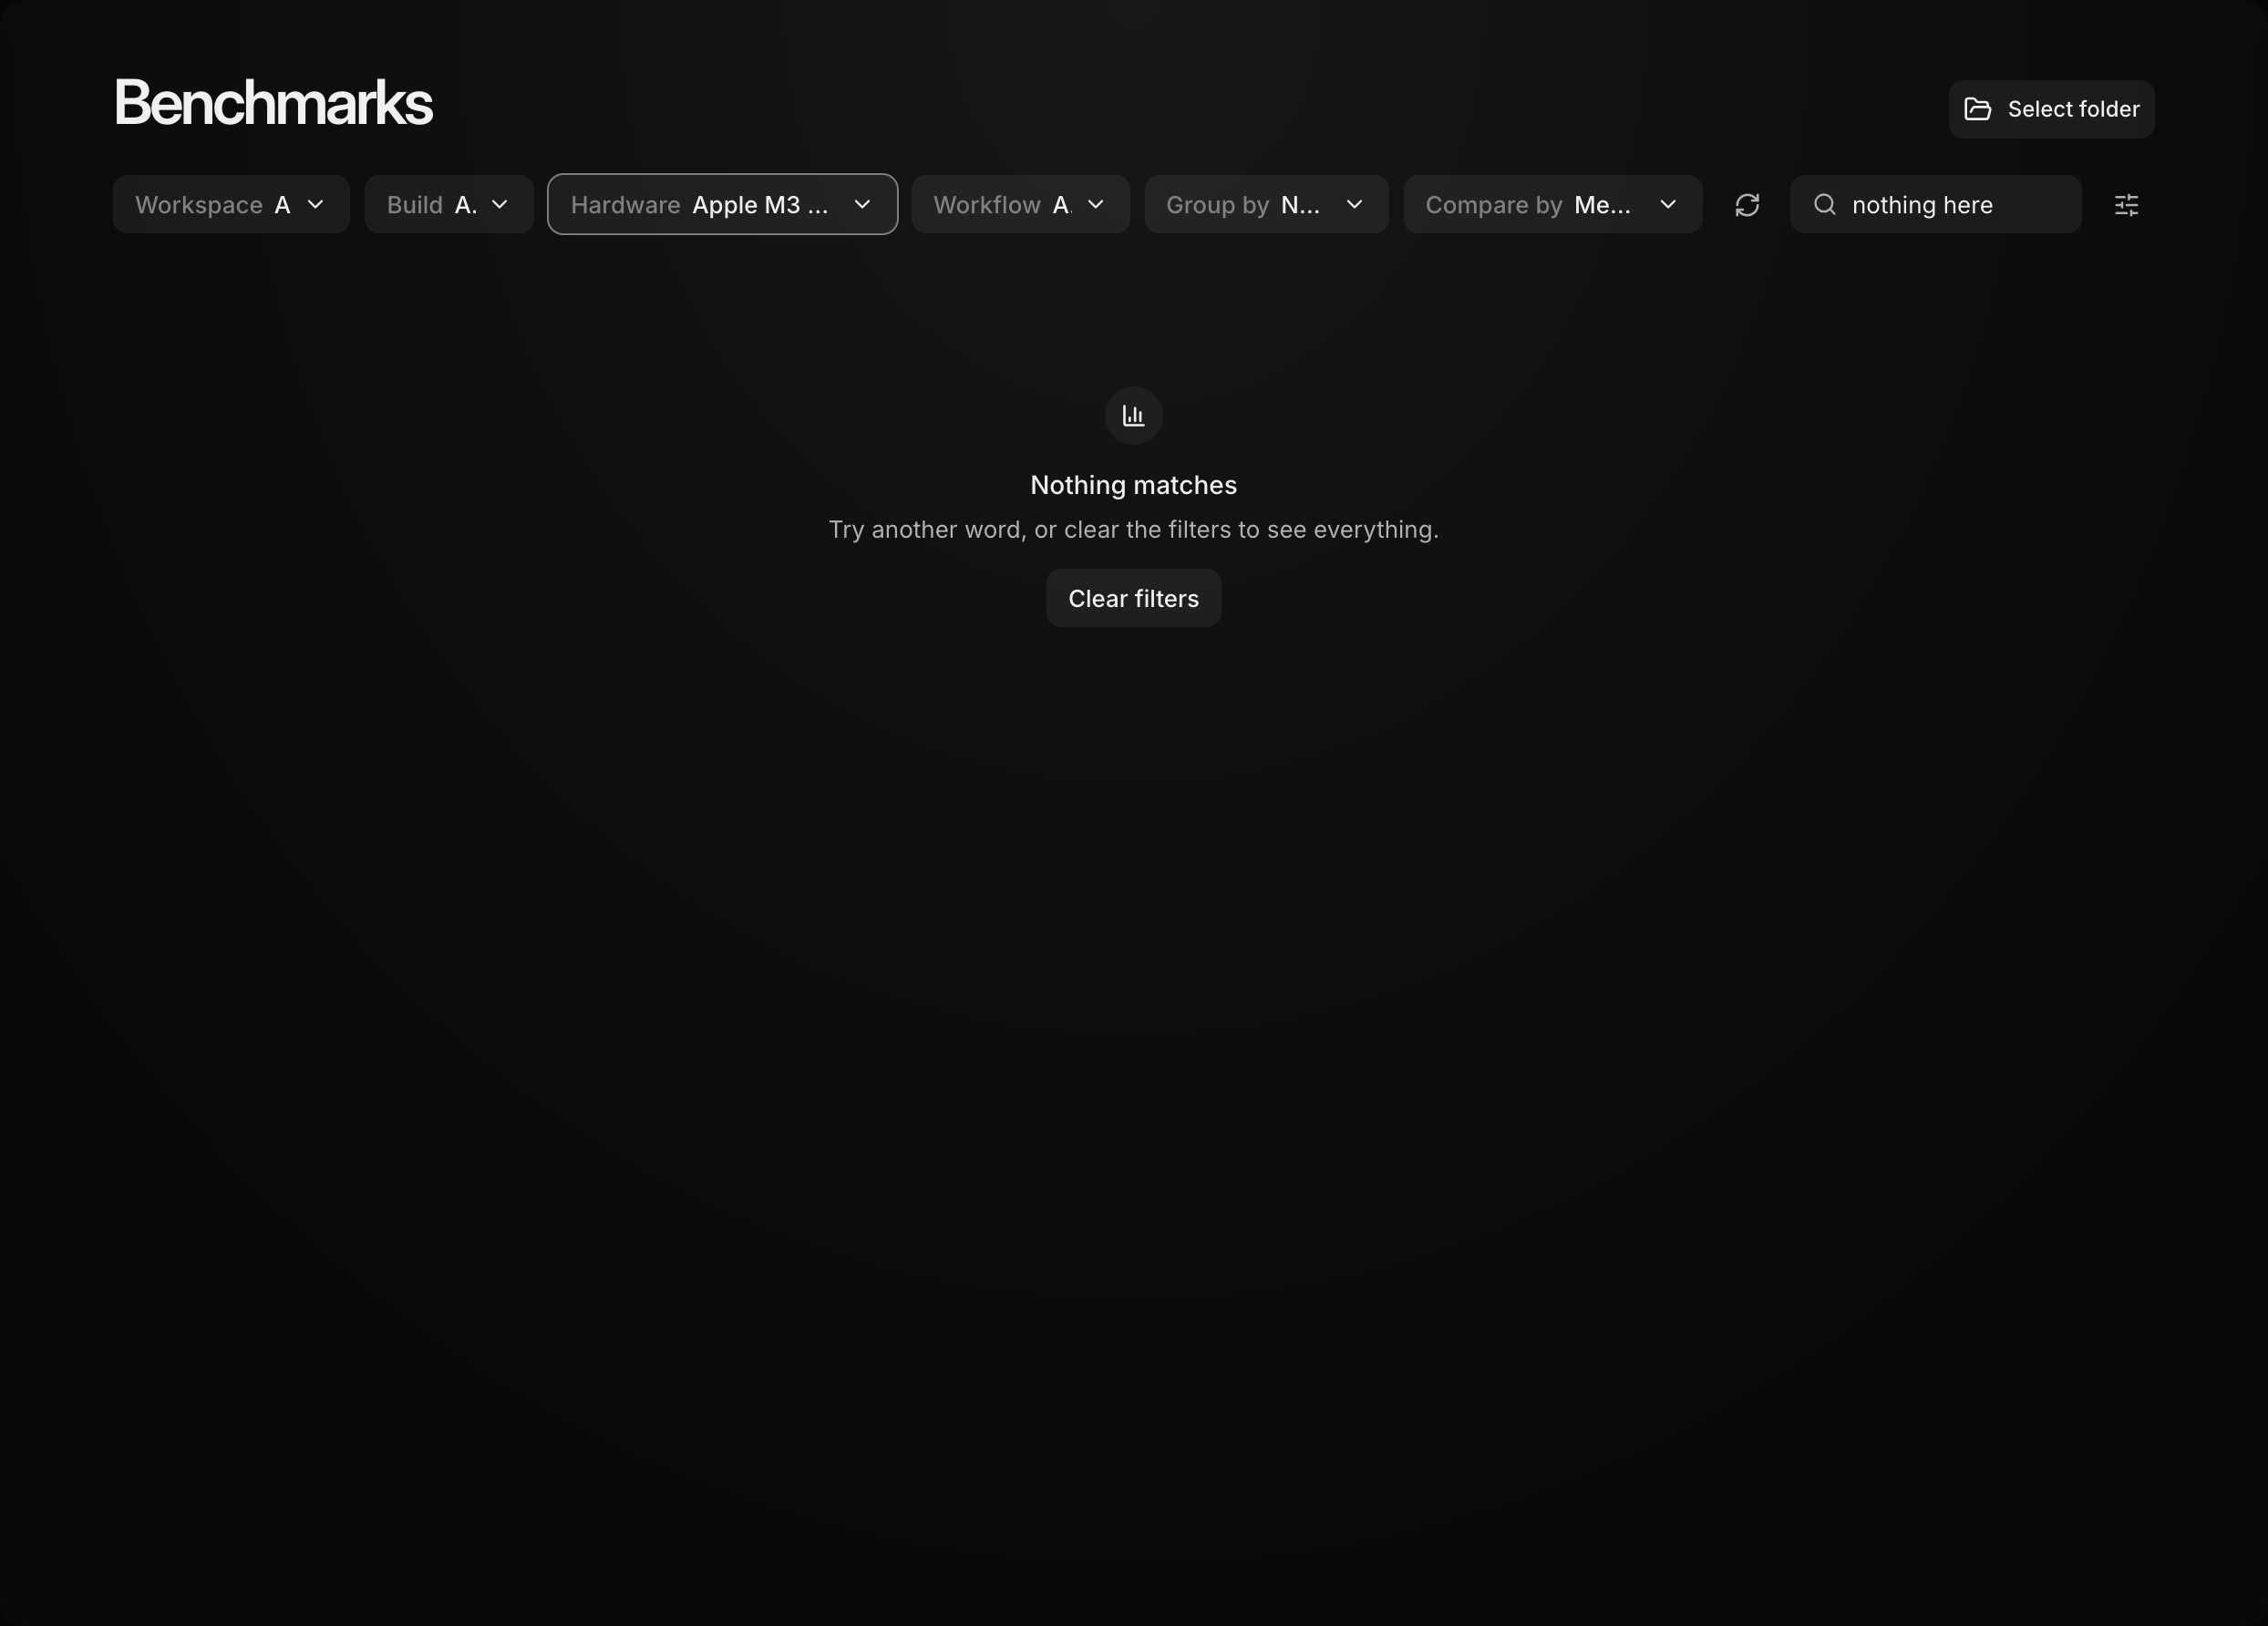 Benchmarks
Select folder
Workspace A
Build A.
Hardware Apple M3 ...
Workflow A.
Group by N...
Compare by Me...
nothing here
Nothing matches
Try another word, or clear the filters to see everything.
Clear filters